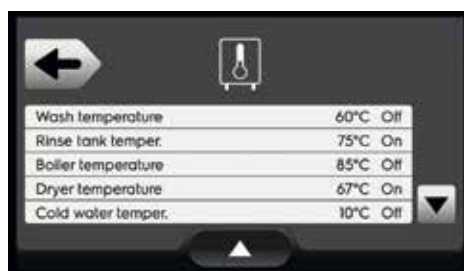 Wash temperature 60°C Off
Rinse tank temper. 75°C On
Boiler temperature 85°C Off
Dryer temperature 67°C On
Cold water temper. 10°C Off